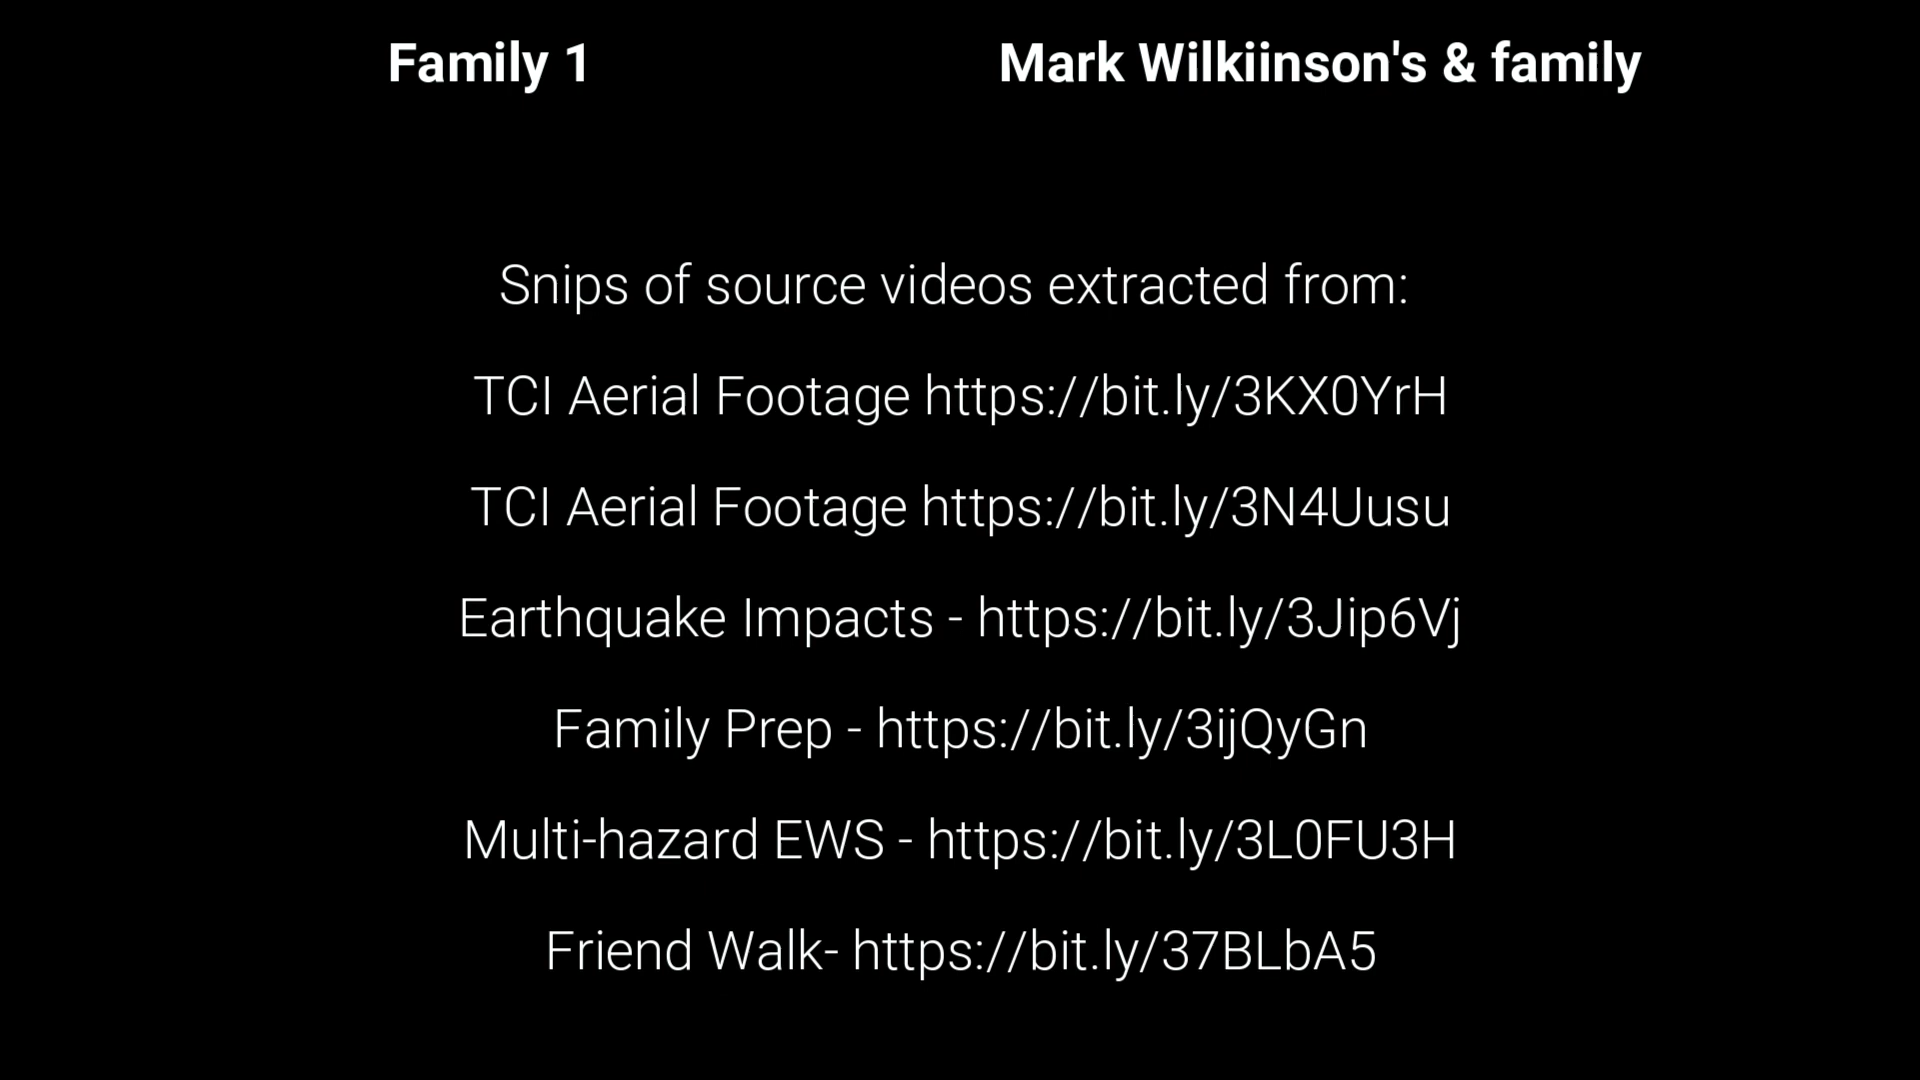 Family 1 Mark Wilkiinson's & family
Snips of source videos extracted from:
TCI Aerial Footage https://bit.ly/3KX0YrH
TCI Aerial Footage https://bit.ly/3N4Uusu
Earthquake Impacts - https://bit.ly/3Jip6Vj
Family Prep - https://bit.ly/3ijQyGn
Multi-hazard EWS - https://bit.ly/3L0FU3H
Friend Walk- https://bit.ly/37BLbA5